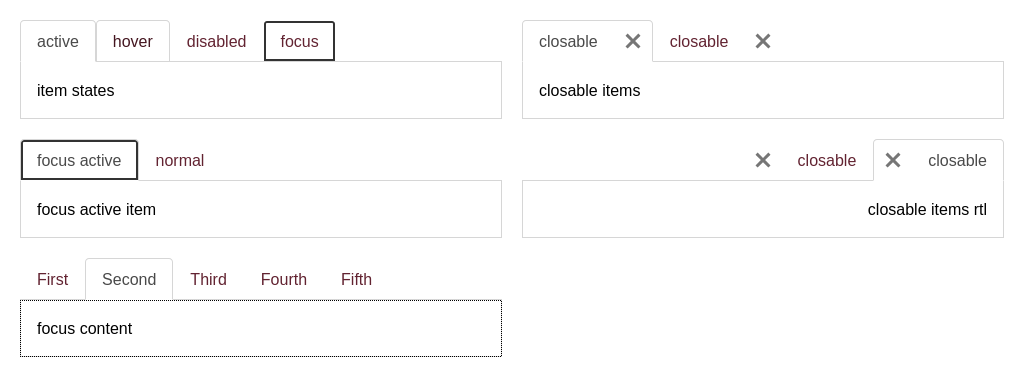 active hover disabled focus
item states
closable closable
closable items
focus active normal
focus active item
closable closable
closable items rtl
First Second Third Fourth Fifth
focus content